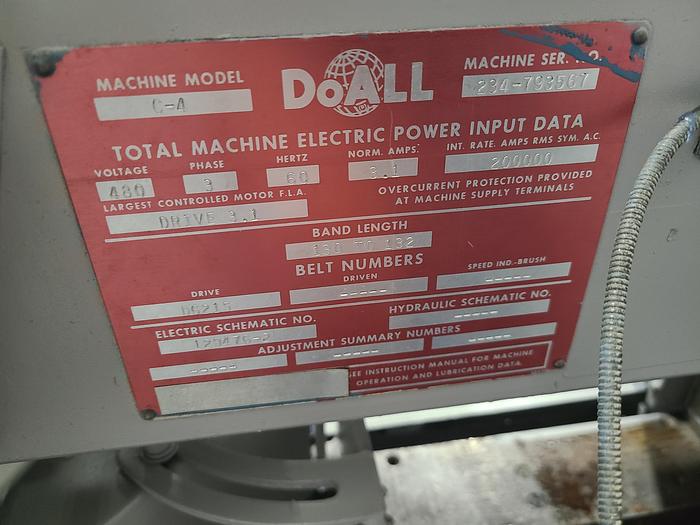 MACHINE MODEL
C-4
DoALL
MACHINE SER. NO.
234-793567
TOTAL MACHINE ELECTRIC POWER INPUT DATA
VOLTAGE
480
PHASE
3
HERTZ
60
NORM. AMPS.
3.1
INT. RATE. AMPS RMS SYM. A.C.
200000
LARGEST CONTROLLED MOTOR F.L.A.
DRIVE 3.1
OVERCURRENT PROTECTION PROVIDED
AT MACHINE SUPPLY TERMINALS
BAND LENGTH
130 TO 132
BELT NUMBERS
DRIVE
DRIVEN
-----
SPEED IND.-BRUSH
-----
ELECTRIC SCHEMATIC NO.
HYDRAULIC SCHEMATIC NO.
-----
ADJUSTMENT SUMMARY NUMBERS
-----
-----
-----
SEE INSTRUCTION MANUAL FOR MACHINE
OPERATION AND LUBRICATION DATA.